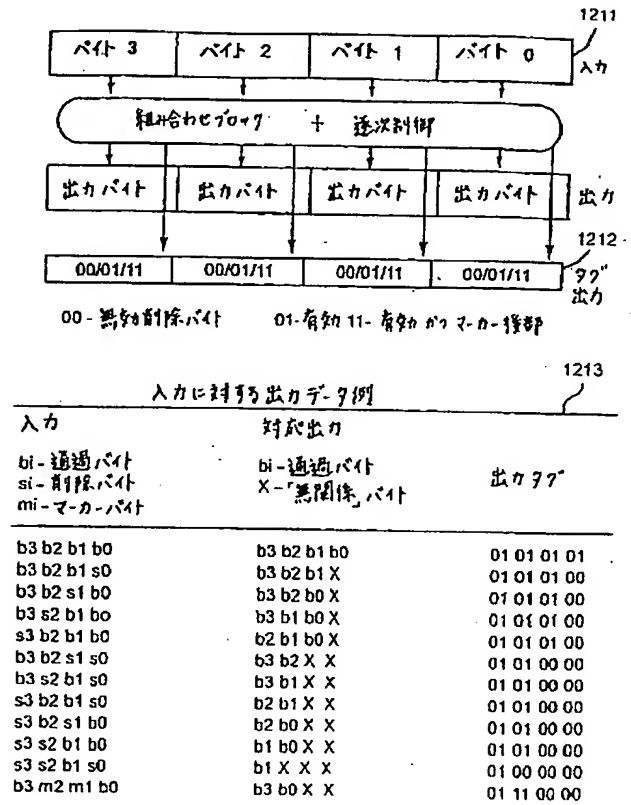 1211
バイト 3 バイト 2 バイト 1 バイト 0
入力
組み合わせブロック + 逐次制御
出力バイト 出力バイト 出力バイト 出力バイト
出力
1212
00/01/11 00/01/11 00/01/11 00/01/11
タグ
出力
00-無効削除バイト 01-有効 11-有効かつマーカー後部
1213
入力に対する出力データ例
入力 対応出力
bi-通過バイト bi-通過バイト 出力タグ
si-削除バイト X-「無関係」バイト
mi-マーカーバイト
b3 b2 b1 b0 b3 b2 b1 b0 01 01 01 01
b3 b2 b1 s0 b3 b2 b1 X 01 01 01 00
b3 b2 s1 b0 b3 b2 b0 X 01 01 01 00
b3 s2 b1 bo b3 b1 b0 X 01 01 01 00
s3 b2 b1 b0 b2 b1 b0 X 01 01 01 00
b3 b2 s1 s0 b3 b2 X X 01 01 00 00
b3 s2 b1 s0 b3 b1 X X 01 01 00 00
s3 b2 b1 s0 b2 b1 X X 01 01 00 00
s3 b2 s1 b0 b2 b0 X X 01 01 00 00
s3 s2 b1 b0 b1 b0 X X 01 01 00 00
s3 s2 b1 s0 b1 X X X 01 00 00 00
b3 m2 m1 b0 b3 b0 X X 01 11 00 00